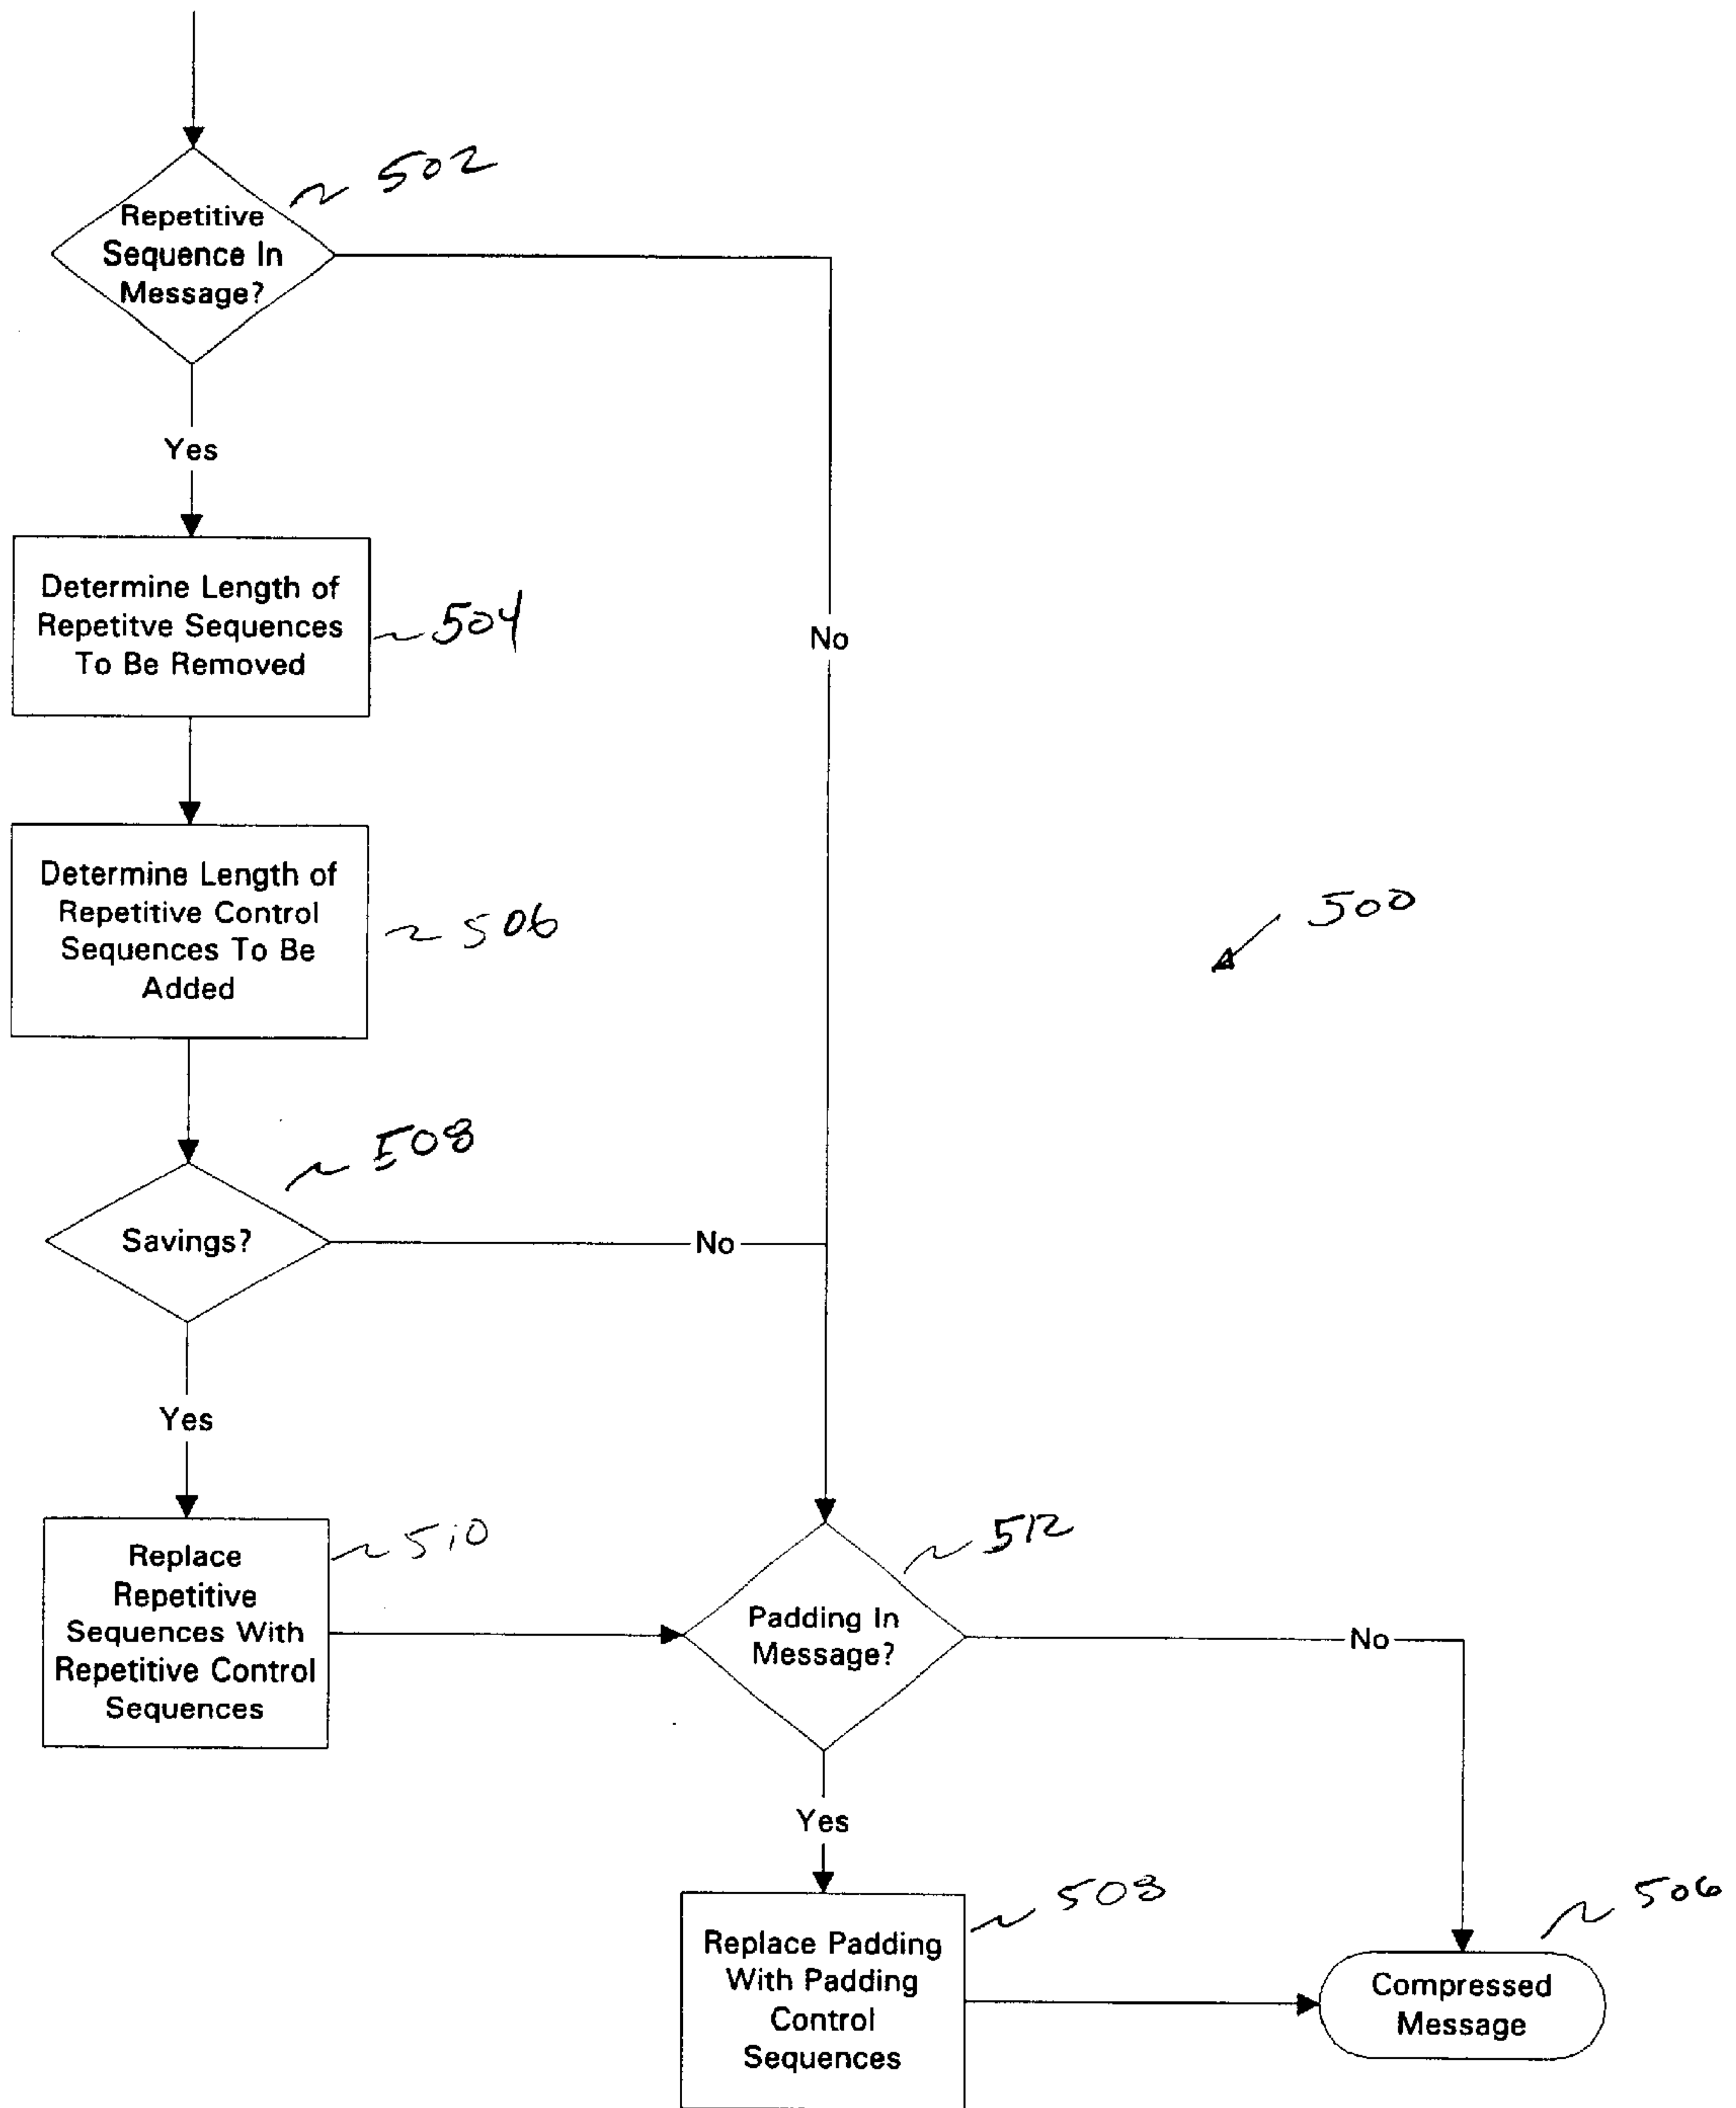 502
Repetitive
Sequence In
Message?
Yes
Determine Length of
Repetitve Sequences
To Be Removed
504
No
Determine Length of
Repetitive Control
Sequences To Be
Added
506
500
508
Savings?
No
Yes
Replace
Repetitive
Sequences With
Repetitive Control
Sequences
510
512
Padding In
Message?
No
Yes
Replace Padding
With Padding
Control
Sequences
508
506
Compressed
Message